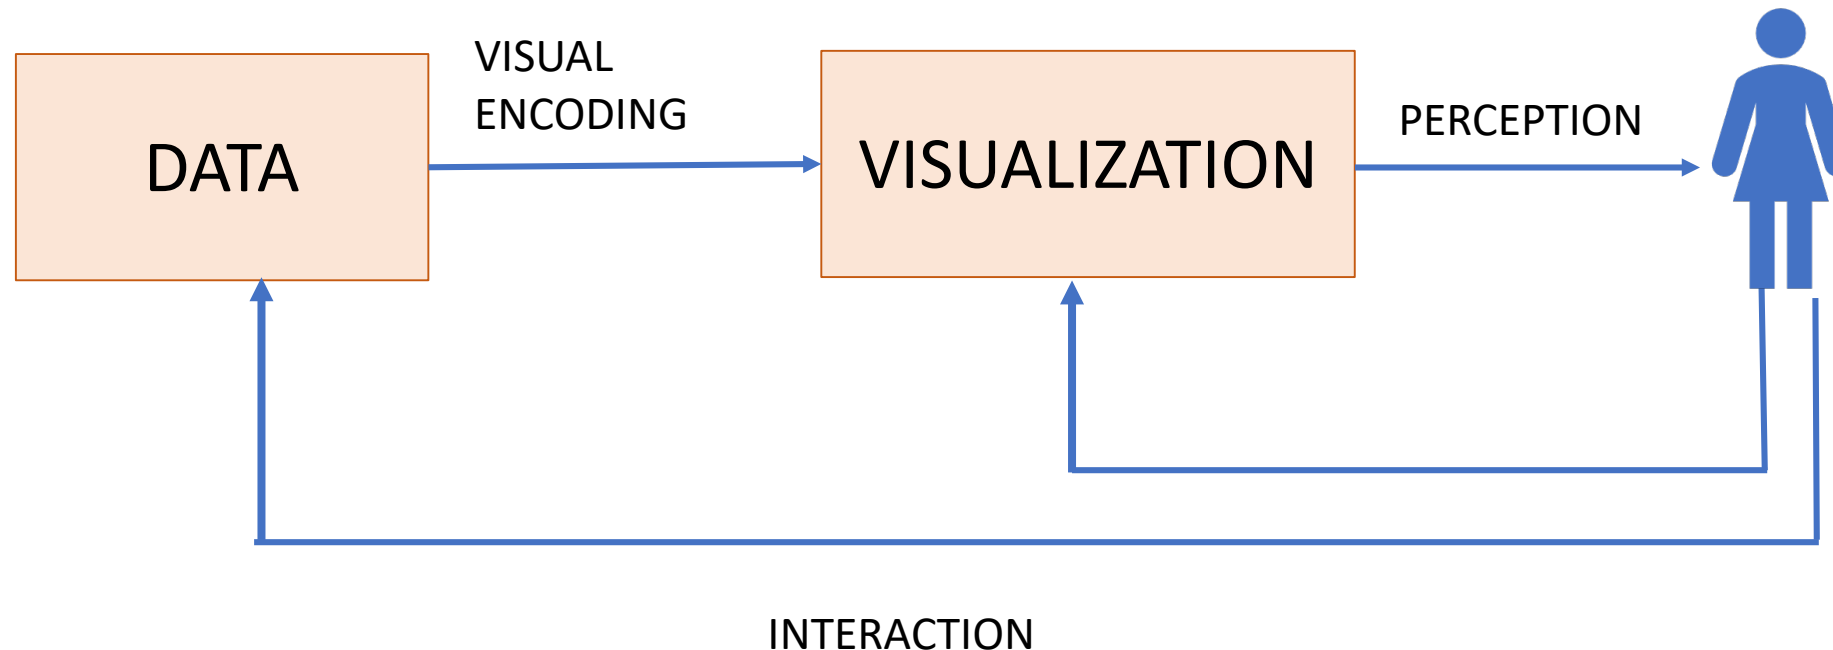 VISUAL
ENCODING
DATA
VISUALIZATION
PERCEPTION
INTERACTION